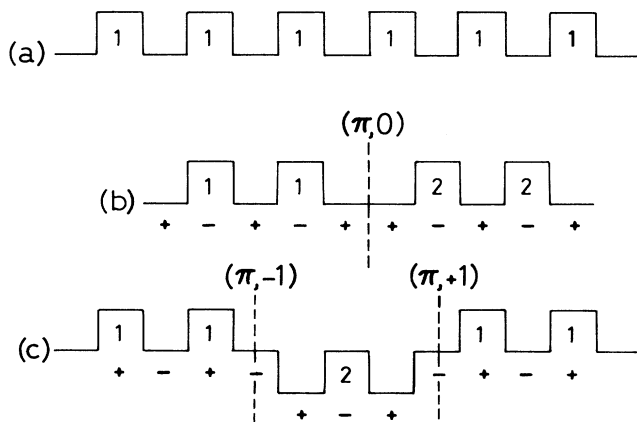 (a) 1 1 1 1 1 1
(π,0)
(b) 1 1 2 2
+ - + - + + - + - +
(π,-1) (π,+1)
(c) 1 1 2 1 1
+ - + - - + - +
+ - +